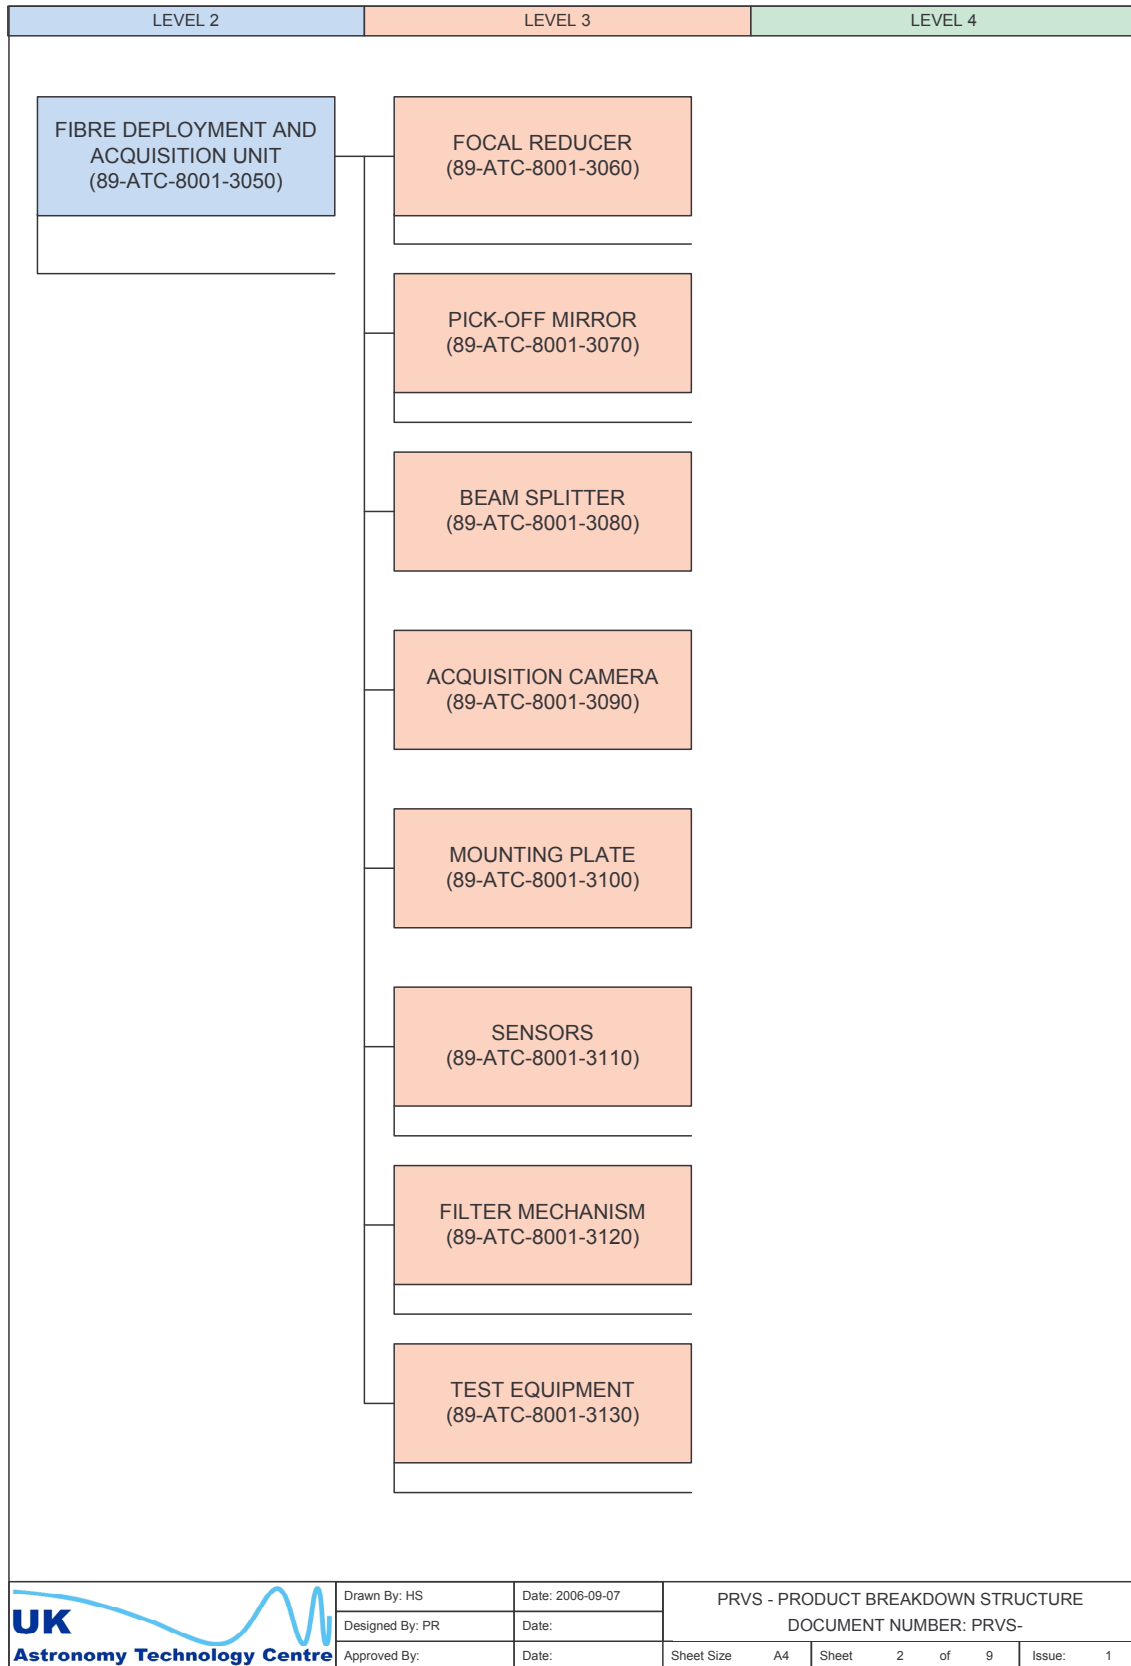 LEVEL 2 LEVEL 3 LEVEL 4
FIBRE DEPLOYMENT AND
ACQUISITION UNIT
(89-ATC-8001-3050)
FOCAL REDUCER
(89-ATC-8001-3060)
PICK-OFF MIRROR
(89-ATC-8001-3070)
BEAM SPLITTER
(89-ATC-8001-3080)
ACQUISITION CAMERA
(89-ATC-8001-3090)
MOUNTING PLATE
(89-ATC-8001-3100)
SENSORS
(89-ATC-8001-3110)
FILTER MECHANISM
(89-ATC-8001-3120)
TEST EQUIPMENT
(89-ATC-8001-3130)
UK
Astronomy Technology Centre
Drawn By: HS Date: 2006-09-07
Designed By: PR Date:
Approved By: Date:
PRVS - PRODUCT BREAKDOWN STRUCTURE
DOCUMENT NUMBER: PRVS-
Sheet Size A4 Sheet 2 of 9 Issue: 1